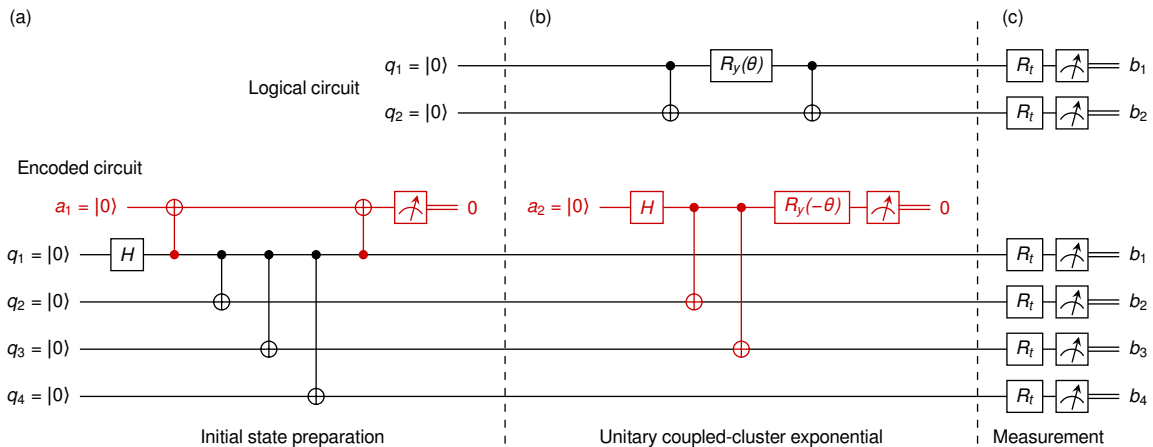 (a) (b) (c)
Logical circuit
q1 = |0⟩ Ry(θ) Rt b1
q2 = |0⟩ Rt b2
Encoded circuit
a1 = |0⟩ 0 a2 = |0⟩ H Ry(−θ) 0
q1 = |0⟩ H Rt b1
q2 = |0⟩ Rt b2
q3 = |0⟩ Rt b3
q4 = |0⟩ Rt b4
Initial state preparation Unitary coupled-cluster exponential Measurement